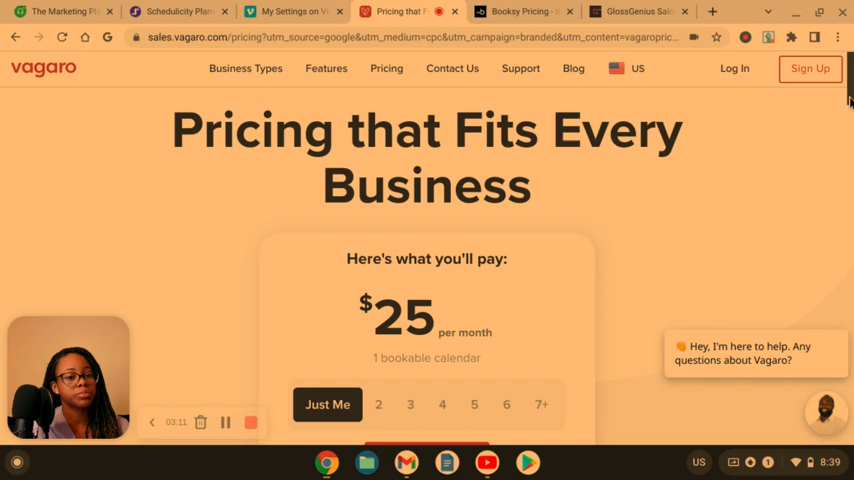 The Marketing Pl
Schedulicity Plan
My Settings on V
Pricing that F
Booksy Pricing - t
GlossGenius Sal
sales.vagaro.com/pricing?utm_source=google&utm_medium=cpc&utm_campaign=branded&utm_content=vagaropric...
vagaro
Business Types
Features
Pricing
Contact Us
Support
Blog
US
Log In
Sign Up
Pricing that Fits Every
Business
Here's what you'll pay:
$25 per month
1 bookable calendar
Just Me 2 3 4 5 6 7+
Hey, I'm here to help. Any
questions about Vagaro?
03:11
US
1
8:39